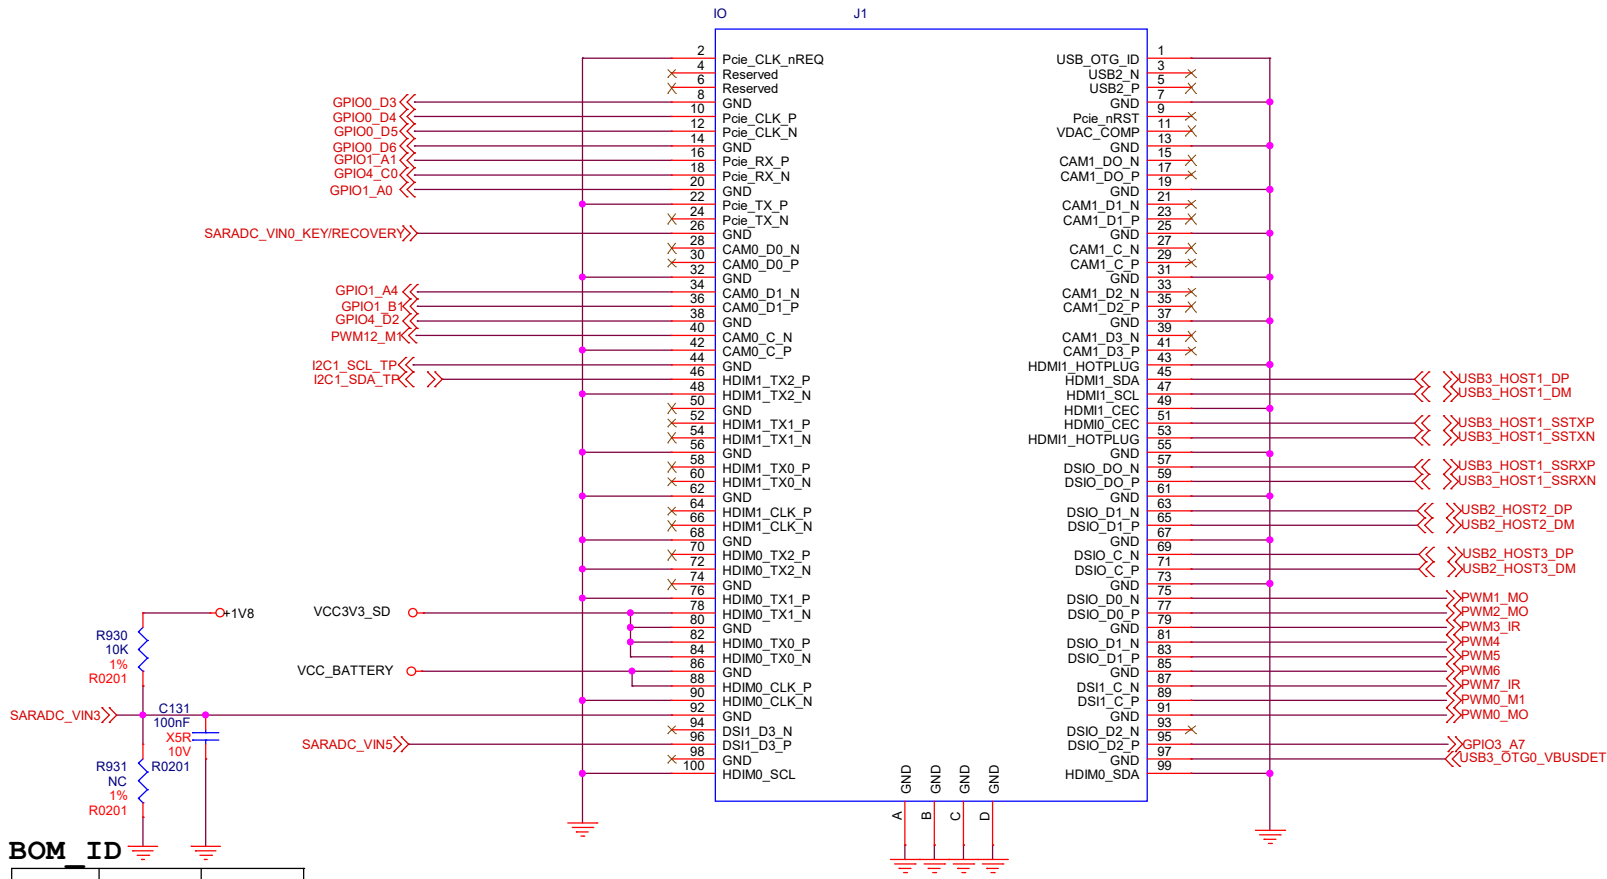 IO
J1
2 Pcie_CLK_nREQ USB_OTG_ID 1
4 Reserved USB2_N 3
6 Reserved USB2_P 5
GPIO0_D3 8 GND GND 7
GPIO0_D4 10 Pcie_CLK_P Pcie_nRST 9
GPIO0_D5 12 Pcie_CLK_N VDAC_COMP 11
GPIO0_D6 14 GND GND 13
GPIO1_A1 16 Pcie_RX_P CAM1_DO_N 15
GPIO4_C0 18 Pcie_RX_N CAM1_DO_P 17
GPIO1_A0 20 GND GND 19
22 Pcie_TX_P CAM1_D1_N 21
24 Pcie_TX_N CAM1_D1_P 23
SARADC_VIN0_KEY/RECOVERY 26 GND GND 25
28 CAM0_D0_N CAM1_C_N 27
30 CAM0_D0_P CAM1_C_P 29
32 GND GND 31
GPIO1_A4 34 CAM0_D1_N CAM1_D2_N 33
GPIO1_B1 36 CAM0_D1_P CAM1_D2_P 35
GPIO4_D2 38 GND GND 37
PWM12_M1 40 CAM0_C_N CAM1_D3_N 39
42 CAM0_C_P CAM1_D3_P 41
I2C1_SCL_TP 44 GND HDMI1_HOTPLUG 43
I2C1_SDA_TP 46 HDIM1_TX2_P HDMI1_SDA 45 USB3_HOST1_DP
48 HDIM1_TX2_N HDMI1_SCL 47 USB3_HOST1_DM
50 GND HDMI1_CEC 49
52 HDIM1_TX1_P HDMI0_CEC 51 USB3_HOST1_SSTXP
54 HDIM1_TX1_N HDMI1_HOTPLUG 53 USB3_HOST1_SSTXN
56 GND GND 55
58 HDIM1_TX0_P DSIO_DO_N 57 USB3_HOST1_SSRXP
60 HDIM1_TX0_N DSIO_DO_P 59 USB3_HOST1_SSRXN
62 GND GND 61
64 HDIM1_CLK_P DSIO_D1_N 63 USB2_HOST2_DP
66 HDIM1_CLK_N DSIO_D1_P 65 USB2_HOST2_DM
68 GND GND 67
70 HDIM0_TX2_P DSIO_C_N 69 USB2_HOST3_DP
72 HDIM0_TX2_N DSIO_C_P 71 USB2_HOST3_DM
74 GND GND 73
76 HDIM0_TX1_P DSIO_D0_N 75 PWM1_MO
+1V8 VCC3V3_SD 78 HDIM0_TX1_N DSIO_D0_P 77 PWM2_MO
80 GND GND 79 PWM3_IR
R930 82 HDIM0_TX0_P DSIO_D1_N 81 PWM4
10K 84 HDIM0_TX0_N DSIO_D1_P 83 PWM5
1% VCC_BATTERY 86 GND GND 85 PWM6
R0201 88 HDIM0_CLK_P DSI1_C_N 87 PWM7_IR
90 HDIM0_CLK_N DSI1_C_P 89 PWM0_M1
SARADC_VIN3 C131 92 GND GND 91 PWM0_MO
100nF
X5R 94 DSI1_D3_N DSIO_D2_N 93
10V SARADC_VIN5 96 DSI1_D3_P DSIO_D2_P 95 GPIO3_A7
R931 R0201 98 GND GND 97 USB3_OTG0_VBUSDET
NC 100 HDIM0_SCL HDIM0_SDA 99
1%
R0201
GND GND GND GND
A B C D
BOM_ID